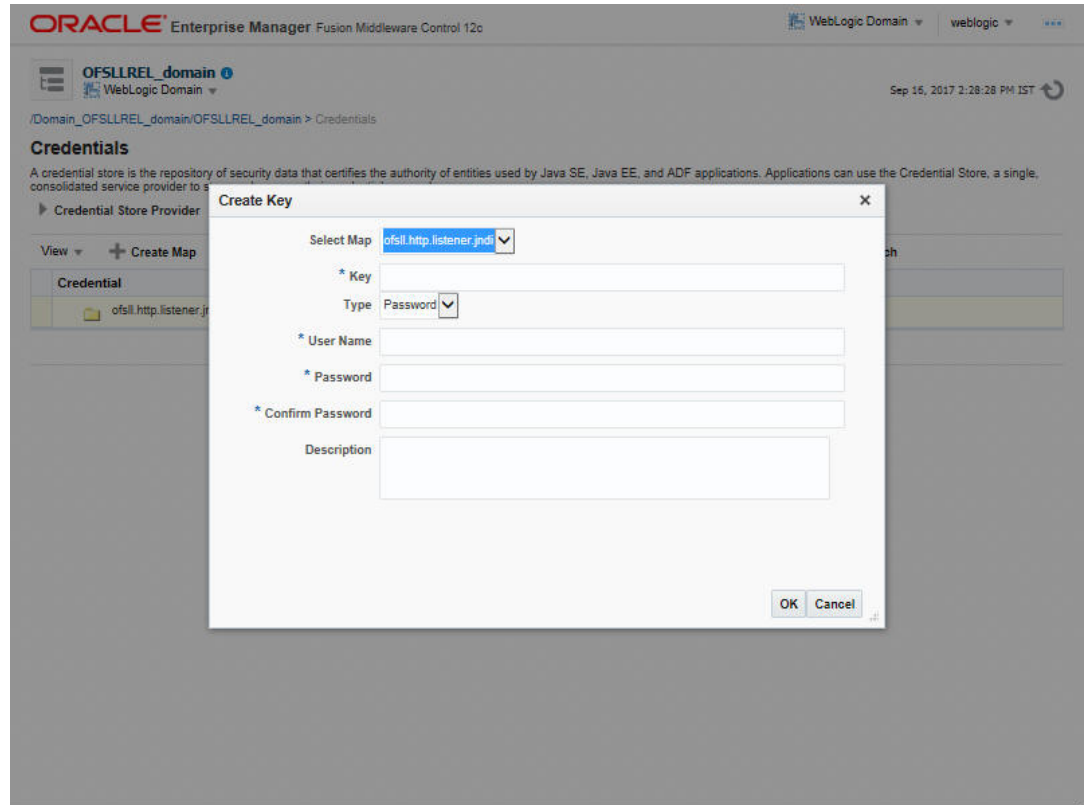 ORACLE Enterprise Manager Fusion Middleware Control 12c
WebLogic Domain
weblogic
OFSLLREL_domain
WebLogic Domain
Sep 16, 2017 2:28:28 PM IST
/Domain_OFSLLREL_domain/OFSLLREL_domain > Credentials
Credentials
A credential store is the repository of security data that certifies the authority of entities used by Java SE, Java EE, and ADF applications. Applications can use the Credential Store, a single,
consolidated service provider to
Credential Store Provider
View
Create Map
Credential
ofsll.http.listener.j
Create Key
Select Map ofsll.http.listener.jndi
* Key
Type Password
* User Name
* Password
* Confirm Password
Description
OK Cancel